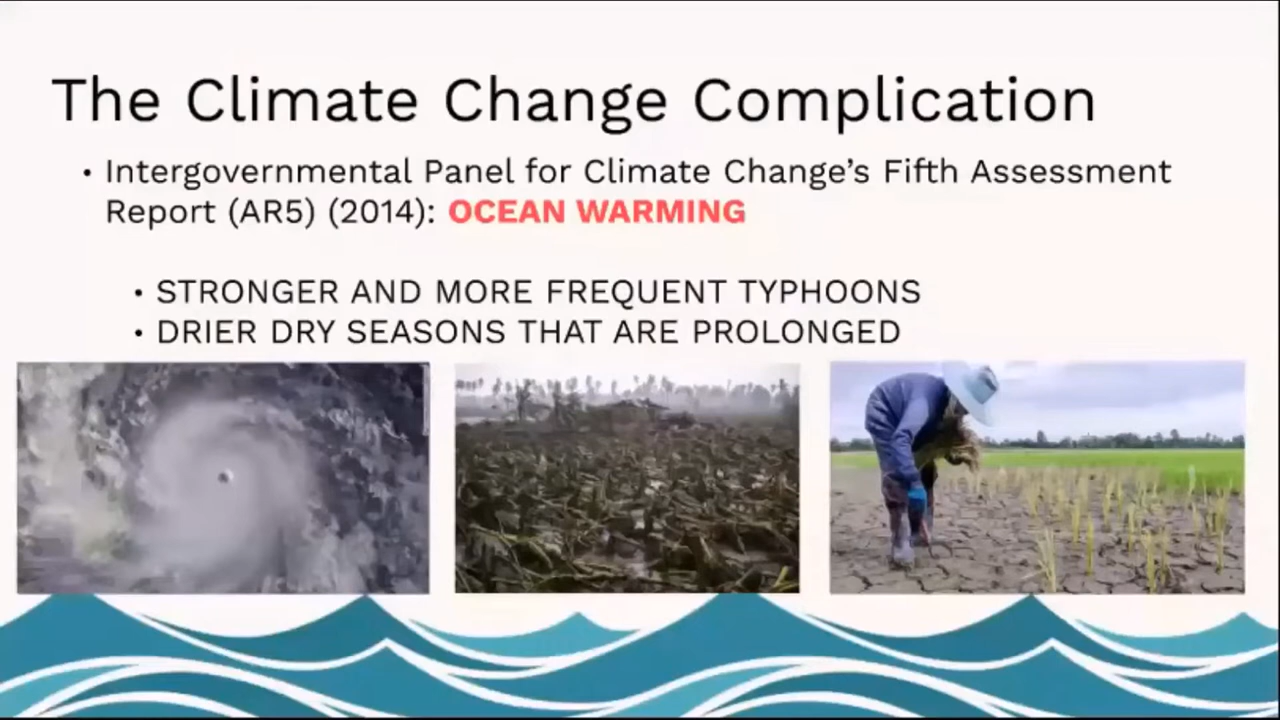 The Climate Change Complication
• Intergovernmental Panel for Climate Change’s Fifth Assessment
Report (AR5) (2014): OCEAN WARMING
• STRONGER AND MORE FREQUENT TYPHOONS
• DRIER DRY SEASONS THAT ARE PROLONGED